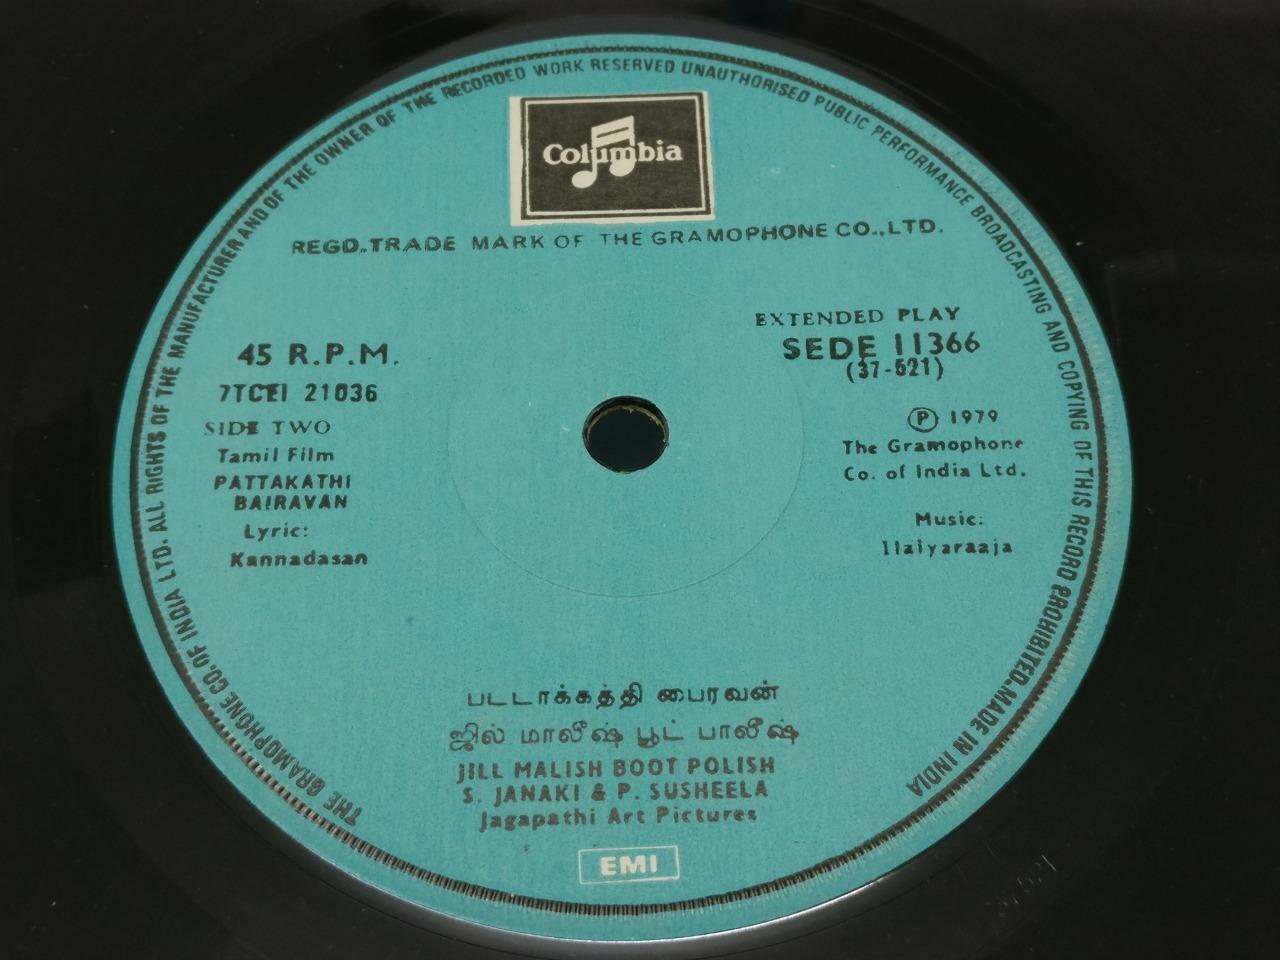 THE GRAMOPHONE CO. OF INDIA LTD. ALL RIGHTS OF THE MANUFACTURER AND OF THE OWNER OF THE RECORDED WORK RESERVED UNAUTHORISED PUBLIC PERFORMANCE BROADCASTING AND COPYING OF THIS RECORD PROHIBITED. MADE IN INDIA
Columbia
REGD. TRADE MARK OF THE GRAMOPHONE CO., LTD.
EXTENDED PLAY
45 R.P.M.
SEDE 11366
(37-521)
7TCEI 21036
SIDE TWO
℗ 1979
Tamil Film
The Gramophone
PATTAKATHI
Co. of India Ltd.
BAIRAVAN
Lyric:
Music:
Kannadasan
Ilaiyaraaja
பட்டாக்கத்தி பைரவன்
ஜில் மாலீஷ் பூட் பாலீஷ்
JILL MALISH BOOT POLISH
S. JANAKI & P. SUSHEELA
Jagapathi Art Pictures
EMI